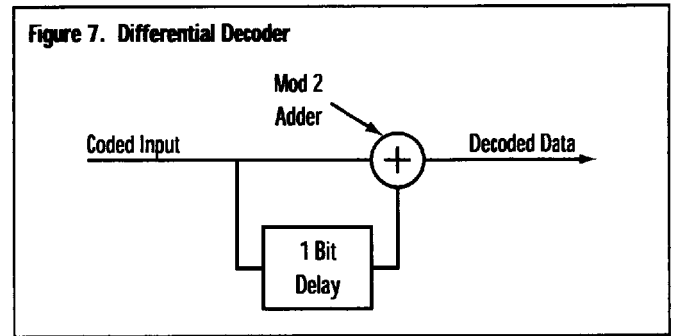 Figure 7. Differential Decoder
Mod 2
Adder
Coded Input
+
Decoded Data
1 Bit
Delay